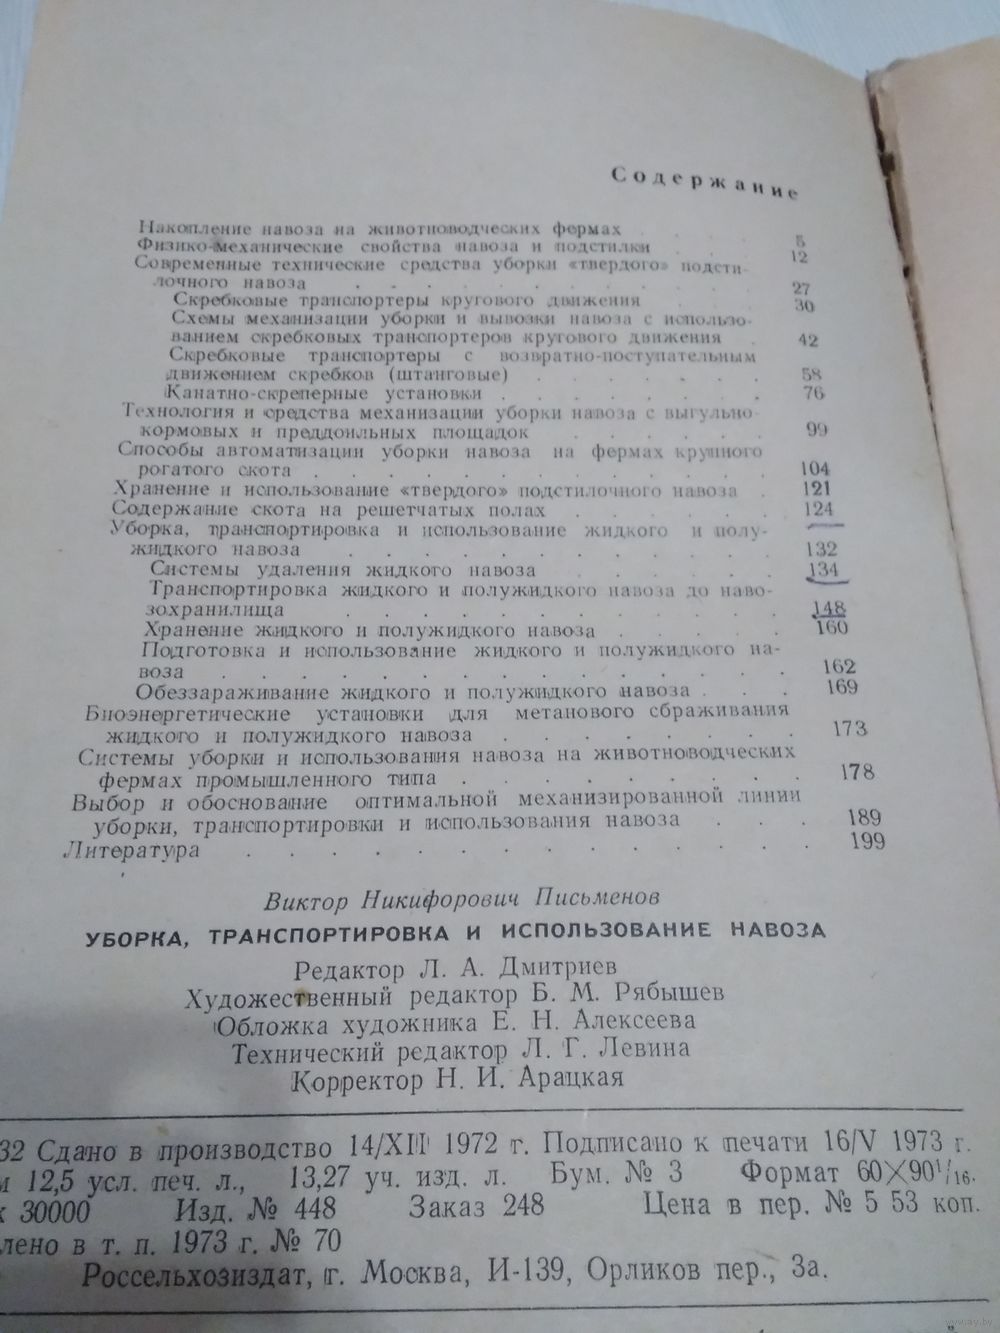 Содержание
Накопление навоза на животноводческих фермах . . . . 5
Физико-механические свойства навоза и подстилки . . . 12
Современные технические средства уборки «твердого» подсти-
лочного навоза . . . . . . . . . . 27
Скребковые транспортеры кругового движения . . . 30
Схемы механизации уборки и вывозки навоза с использо-
ванием скребковых транспортеров кругового движения . 42
Скребковые транспортеры с возвратно-поступательным
движением скребков (штанговые) . . . . . . 58
Канатно-скреперные установки . . . . . . . 76
Технология и средства механизации уборки навоза с выгульно-
кормовых и преддоильных площадок . . . . . . 99
Способы автоматизации уборки навоза на фермах крупного
рогатого скота . . . . . . . . . . . 104
Хранение и использование «твердого» подстилочного навоза . 121
Содержание скота на решетчатых полах . . . . . . 124
Уборка, транспортировка и использование жидкого и полу-
жидкого навоза . . . . . . . . . . . 132
Системы удаления жидкого навоза . . . . . . 134
Транспортировка жидкого и полужидкого навоза до наво-
зохранилища . . . . . . . . . . . . 148
Хранение жидкого и полужидкого навоза . . . . . 160
Подготовка и использование жидкого и полужидкого на-
воза . . . . . . . . . . . . . . 162
Обеззараживание жидкого и полужидкого навоза . . . 169
Биоэнергетические установки для метанового сбраживания
жидкого и полужидкого навоза . . . . . . . . 173
Системы уборки и использования навоза на животноводческих
фермах промышленного типа . . . . . . . . . 178
Выбор и обоснование оптимальной механизированной линии
уборки, транспортировки и использования навоза . . . 189
Литература . . . . . . . . . . . . . 199
Виктор Никифорович Письменов
УБОРКА, ТРАНСПОРТИРОВКА И ИСПОЛЬЗОВАНИЕ НАВОЗА
Редактор Л. А. Дмитриев
Художественный редактор Б. М. Рябышев
Обложка художника Е. Н. Алексеева
Технический редактор Л. Г. Левина
Корректор Н. И. Арацкая
32 Сдано в производство 14/XII 1972 г. Подписано к печати 16/V 1973 г.
м 12,5 усл. печ. л., 13,27 уч. изд. л. Бум. № 3 Формат 60×90¹/₁₆.
ж 30000 Изд. № 448 Заказ 248 Цена в пер. № 5 53 коп.
лено в т. п. 1973 г. № 70
Россельхозиздат, г. Москва, И-139, Орликов пер., 3а.
www.ay.by